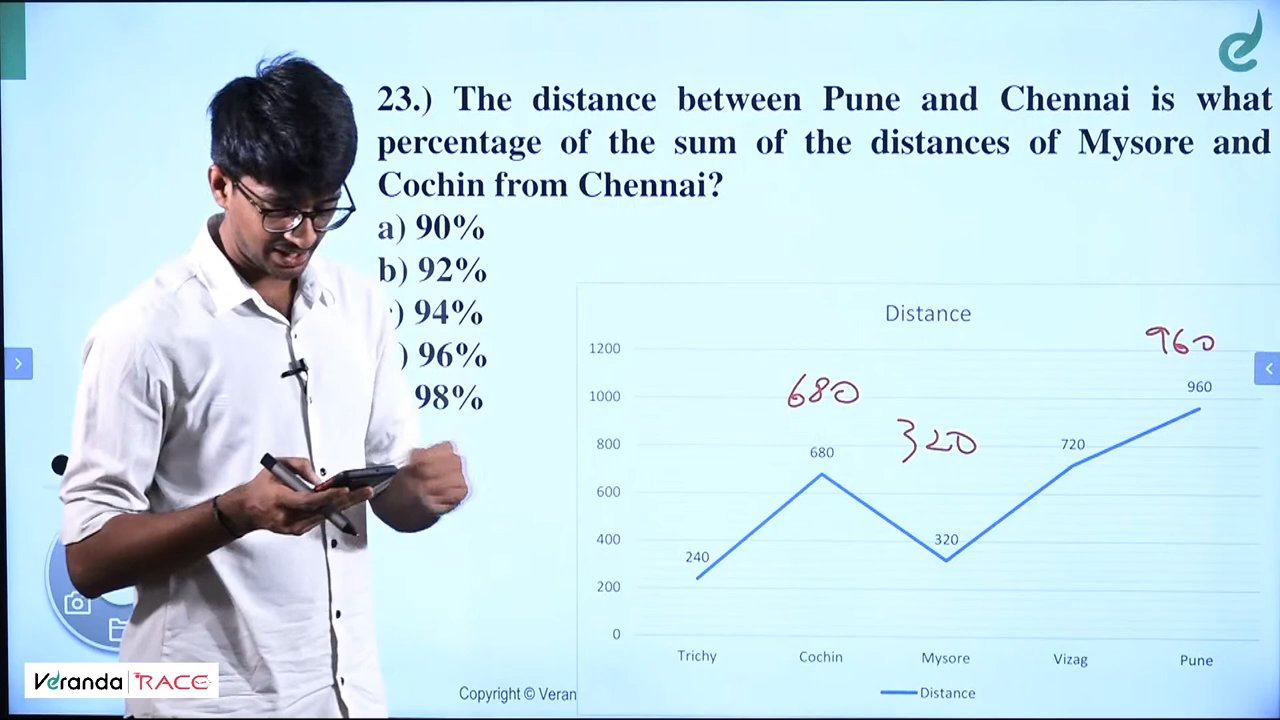 23.) The distance between Pune and Chennai is what
percentage of the sum of the distances of Mysore and
Cochin from Chennai?
a) 90%
b) 92%
) 94%
) 96%
98%
Distance
1200
1000
800
600
400
200
0
960
680
320
960
720
680
320
240
Trichy
Cochin
Mysore
Vizag
Pune
Distance
Veranda RACE
Copyright © Veran